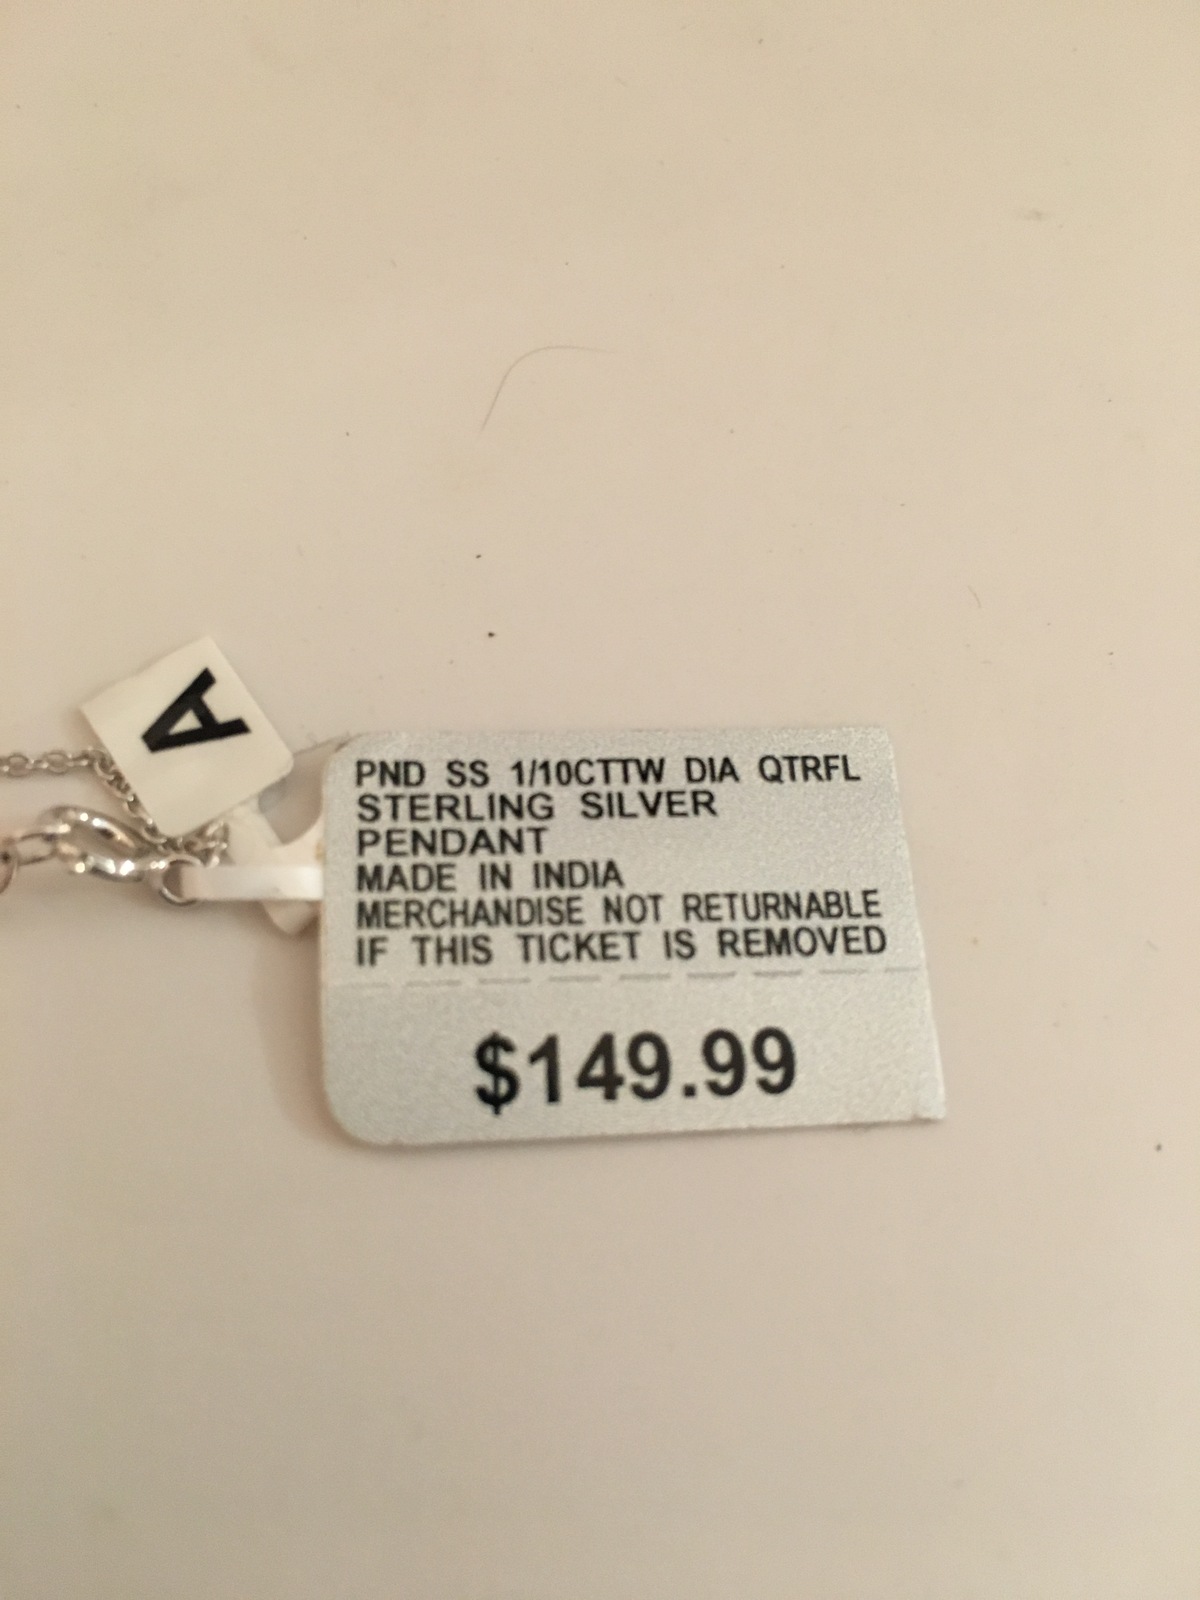 A
PND SS 1/10CTTW DIA QTRFL
STERLING SILVER
PENDANT
MADE IN INDIA
MERCHANDISE NOT RETURNABLE
IF THIS TICKET IS REMOVED
$149.99